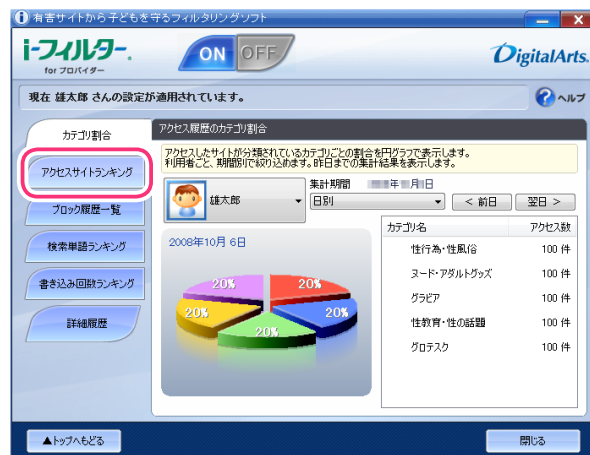 有害サイトから子どもを守るフィルタリングソフト
i-フィルター.
for プロバイダー
ON OFF
DigitalArts.
現在 雄太郎 さんの設定が適用されています。
ヘルプ
カテゴリ割合
アクセスサイトランキング
ブロック履歴一覧
検索単語ランキング
書き込み回数ランキング
詳細履歴
アクセス履歴のカテゴリ割合
アクセスしたサイトが分類されているカテゴリごとの割合を円グラフで表示します。
利用者ごと、期間別で絞り込めます。昨日までの集計結果を表示します。
雄太郎
集計期間 年 月 日
日別
< 前日
翌日 >
2008年10月 6日
20%
20%
20%
20%
20%
カテゴリ名 アクセス数
性行為・性風俗 100 件
ヌード・アダルトグッズ 100 件
グラビア 100 件
性教育・性の話題 100 件
グロテスク 100 件
▲トップへもどる
閉じる